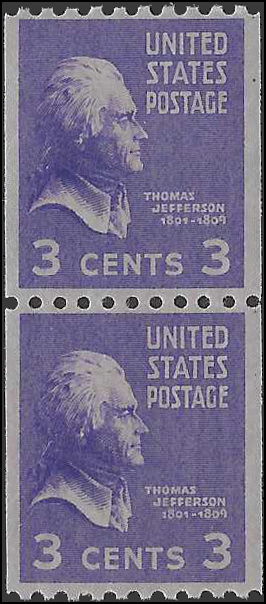 UNITED
STATES
POSTAGE
THOMAS
JEFFERSON
1801-1809
3 CENTS 3
UNITED
STATES
POSTAGE
THOMAS
JEFFERSON
1801-1809
3 CENTS 3